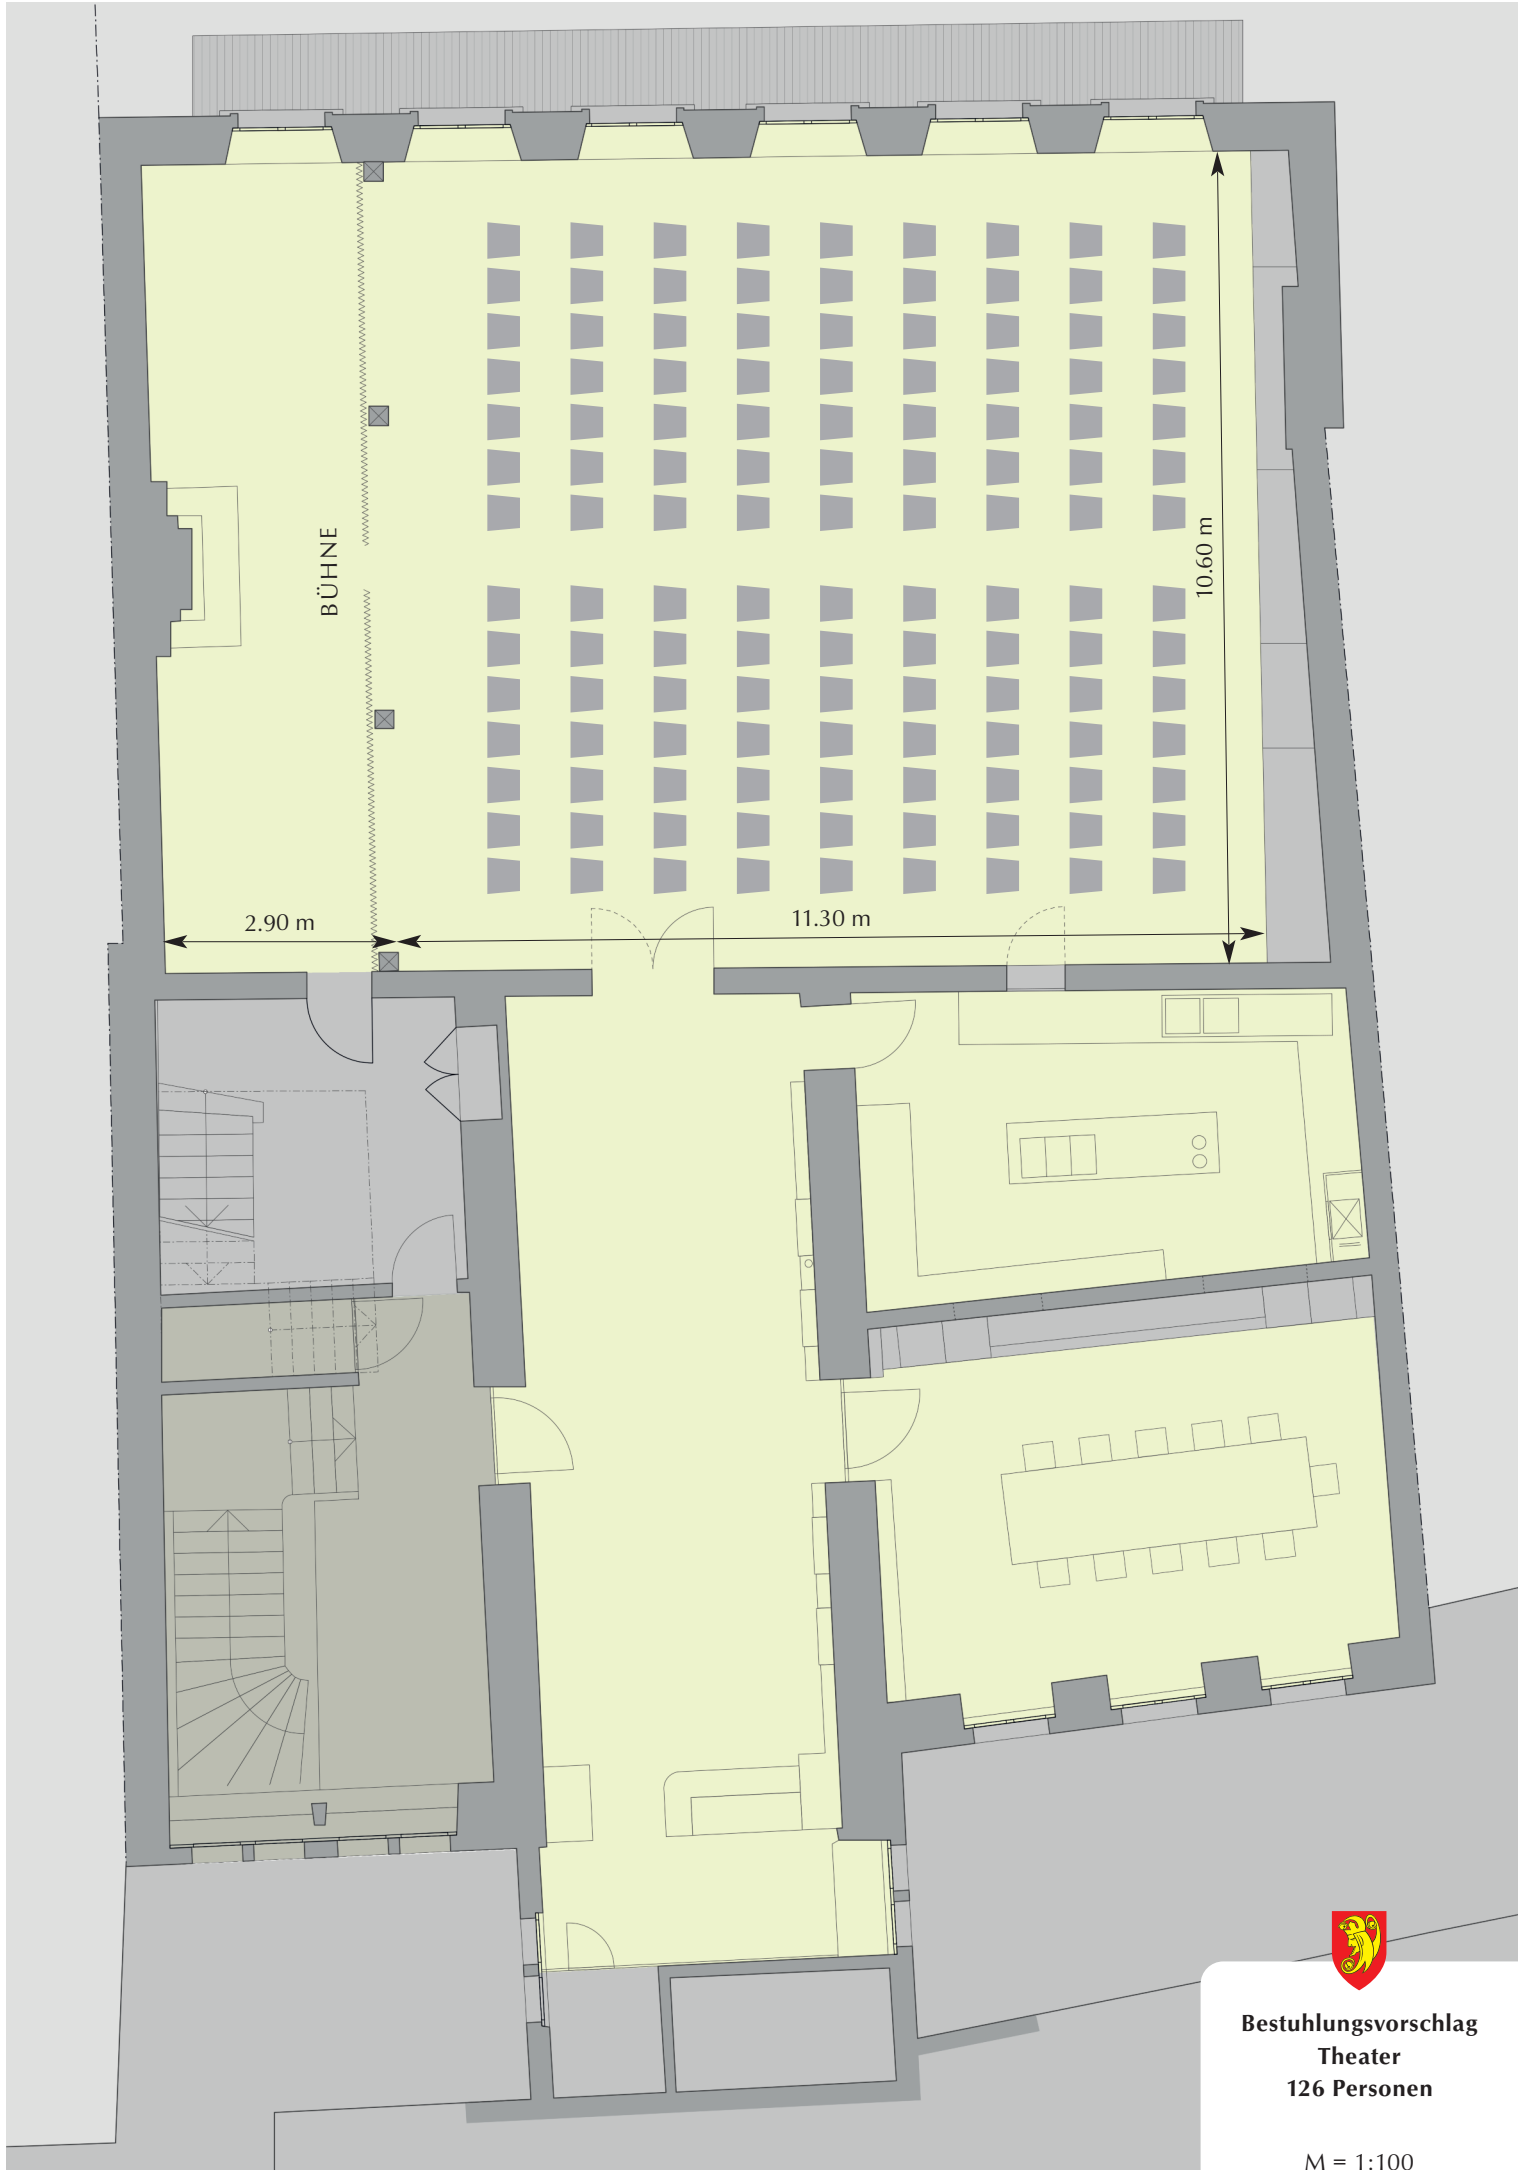 BÜHNE
10.60 m
2.90 m
11.30 m
Bestuhlungsvorschlag
Theater
126 Personen
M = 1:100